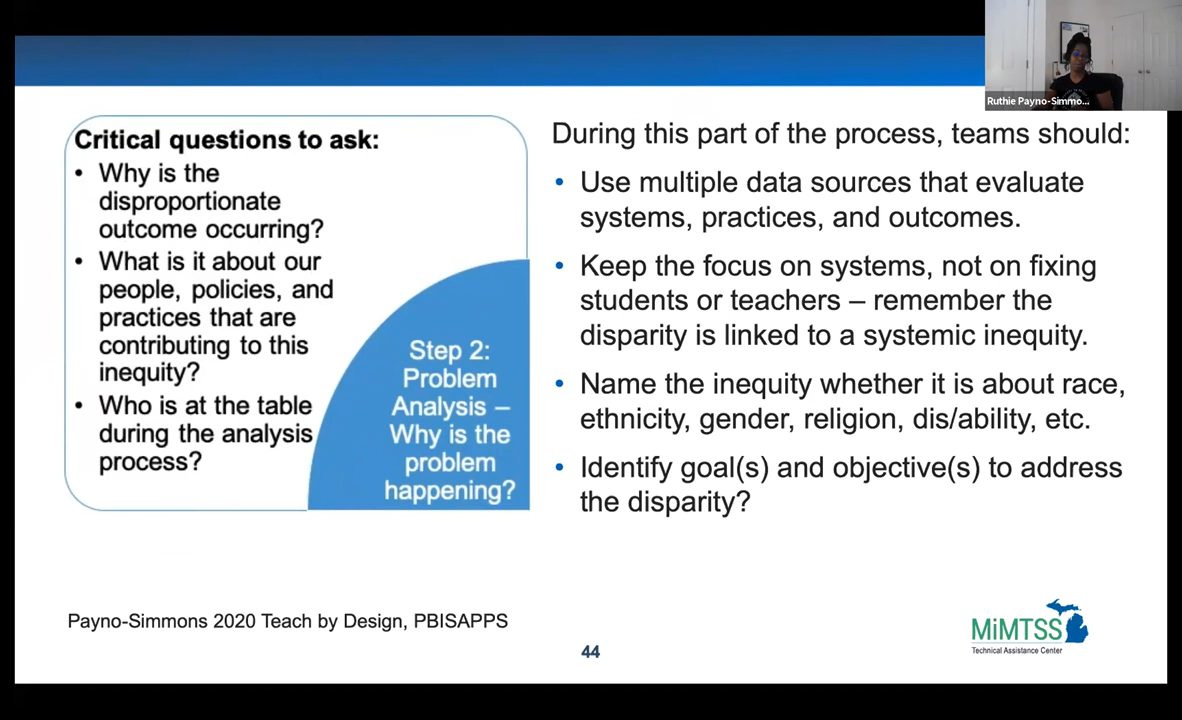 Ruthie Payno-Simmo...
Critical questions to ask:
• Why is the
disproportionate
outcome occurring?
• What is it about our
people, policies, and
practices that are
contributing to this
inequity?
• Who is at the table
during the analysis
process?
Step 2:
Problem
Analysis –
Why is the
problem
happening?
During this part of the process, teams should:
• Use multiple data sources that evaluate
systems, practices, and outcomes.
• Keep the focus on systems, not on fixing
students or teachers – remember the
disparity is linked to a systemic inequity.
• Name the inequity whether it is about race,
ethnicity, gender, religion, dis/ability, etc.
• Identify goal(s) and objective(s) to address
the disparity?
Payno-Simmons 2020 Teach by Design, PBISAPPS
44
MiMTSS
Technical Assistance Center